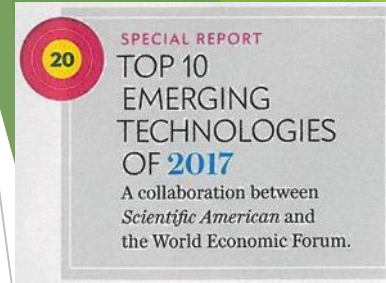 20
SPECIAL REPORT
TOP 10
EMERGING
TECHNOLOGIES
OF 2017
A collaboration between
Scientific American and
the World Economic Forum.